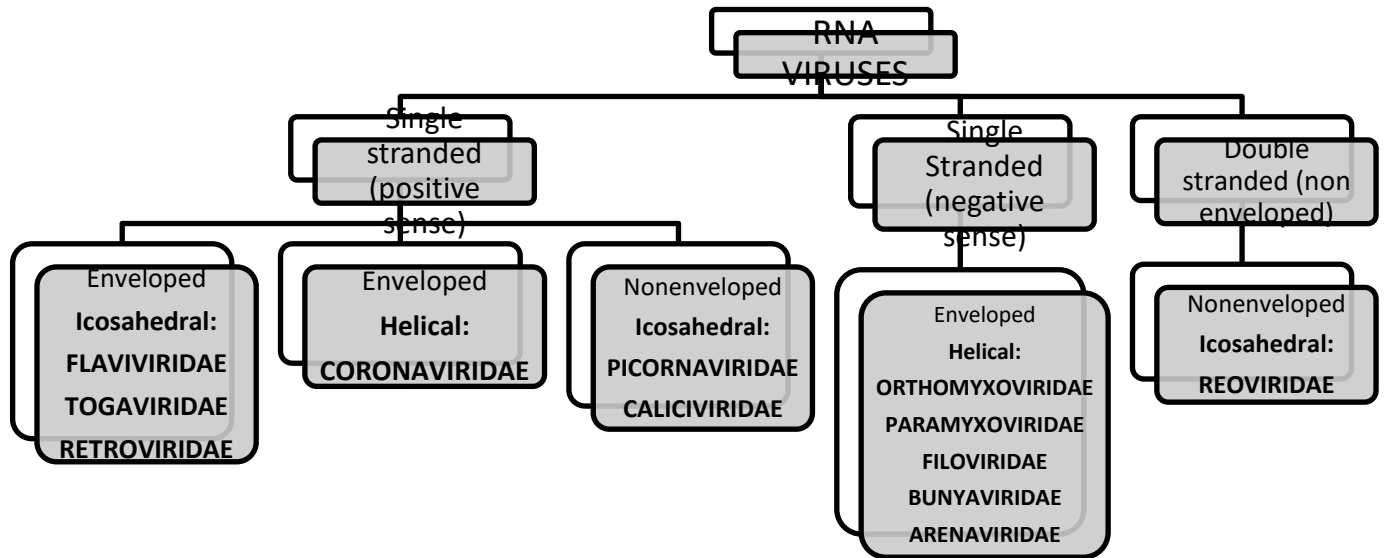 RNA
VIRUSES
Single
stranded
(positive
sense)
Single
Stranded
(negative
sense)
Double
stranded (non
enveloped)
Enveloped
Icosahedral:
FLAVIVIRIDAE
TOGAVIRIDAE
RETROVIRIDAE
Enveloped
Helical:
CORONAVIRIDAE
Nonenveloped
Icosahedral:
PICORNAVIRIDAE
CALICIVIRIDAE
Enveloped
Helical:
ORTHOMYXOVIRIDAE
PARAMYXOVIRIDAE
FILOVIRIDAE
BUNYAVIRIDAE
ARENAVIRIDAE
Nonenveloped
Icosahedral:
REOVIRIDAE